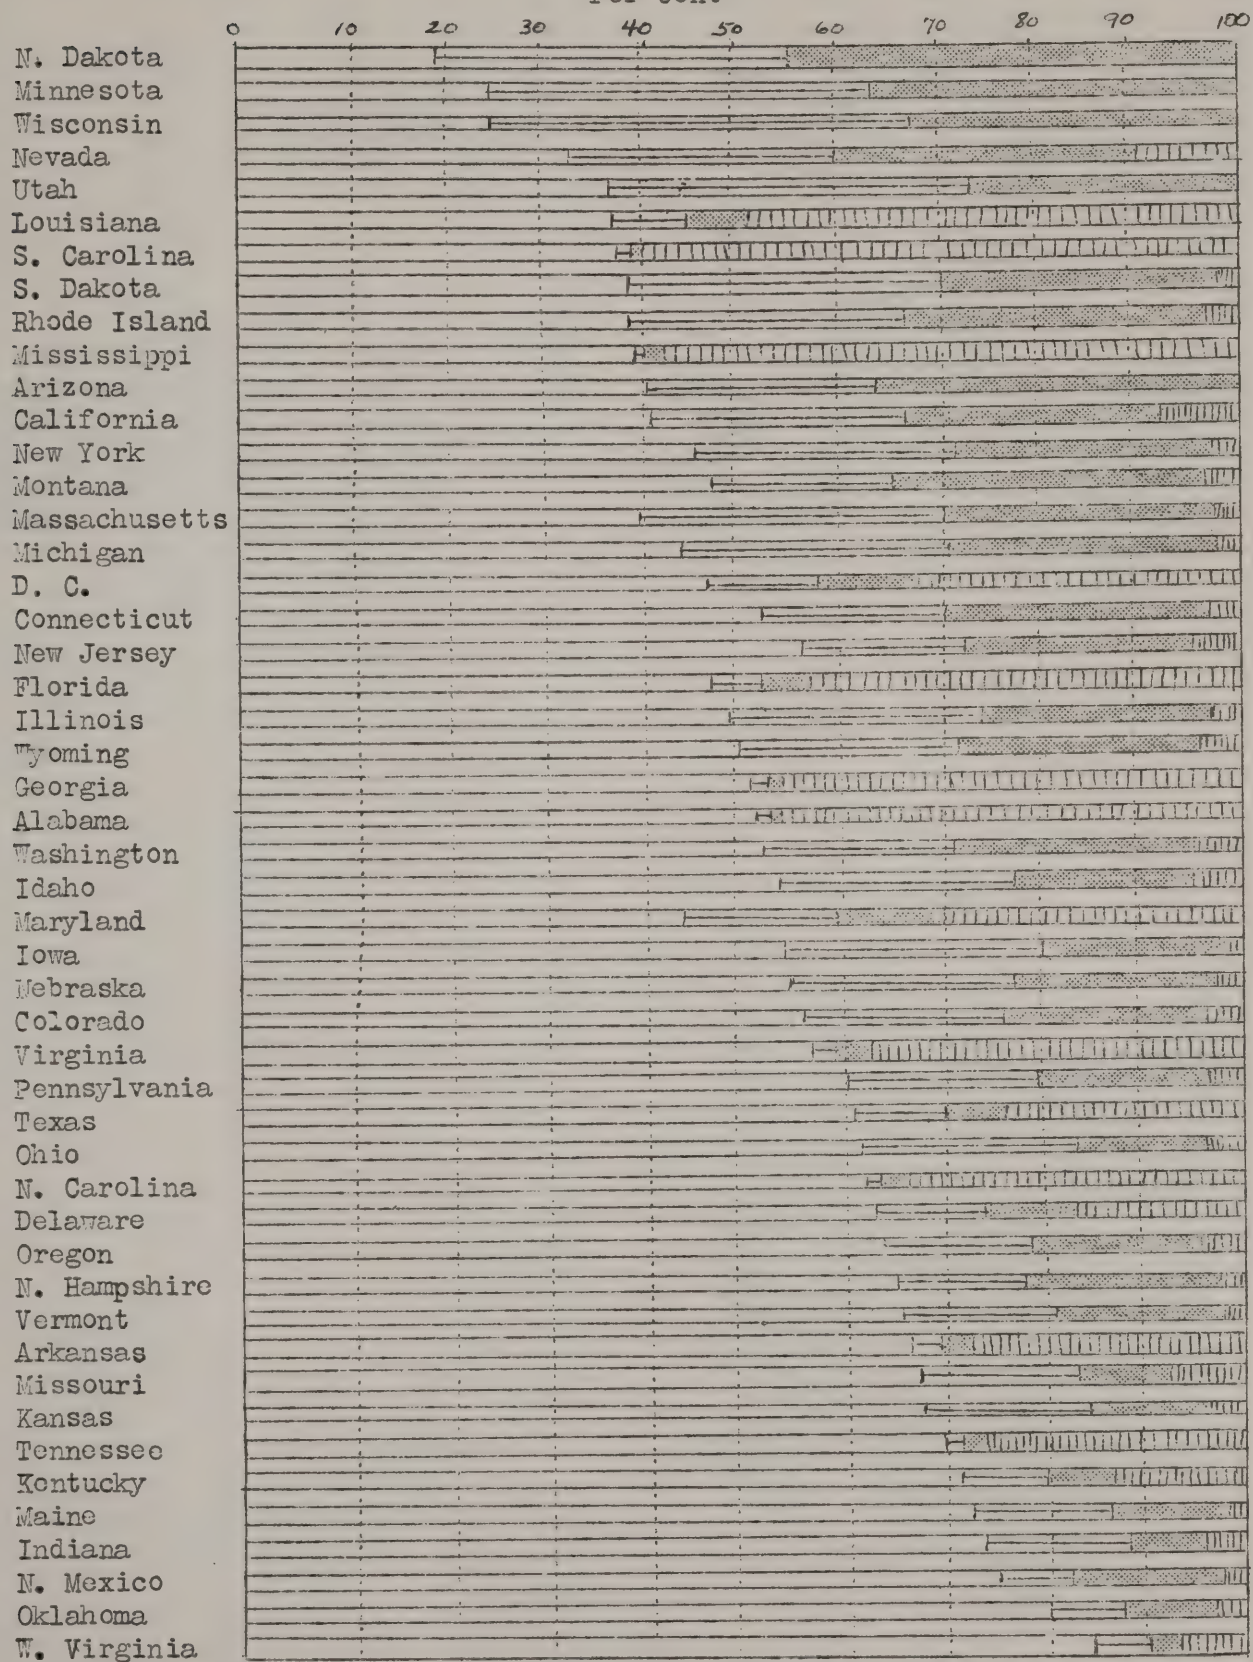 Per cent
0 10 20 30 40 50 60 70 80 90 100
N. Dakota
Minnesota
Wisconsin
Nevada
Utah
Louisiana
S. Carolina
S. Dakota
Rhode Island
Mississippi
Arizona
California
New York
Montana
Massachusetts
Michigan
D. C.
Connecticut
New Jersey
Florida
Illinois
Wyoming
Georgia
Alabama
Washington
Idaho
Maryland
Iowa
Nebraska
Colorado
Virginia
Pennsylvania
Texas
Ohio
N. Carolina
Delaware
Oregon
N. Hampshire
Vermont
Arkansas
Missouri
Kansas
Tennessee
Kentucky
Maine
Indiana
N. Mexico
Oklahoma
W. Virginia